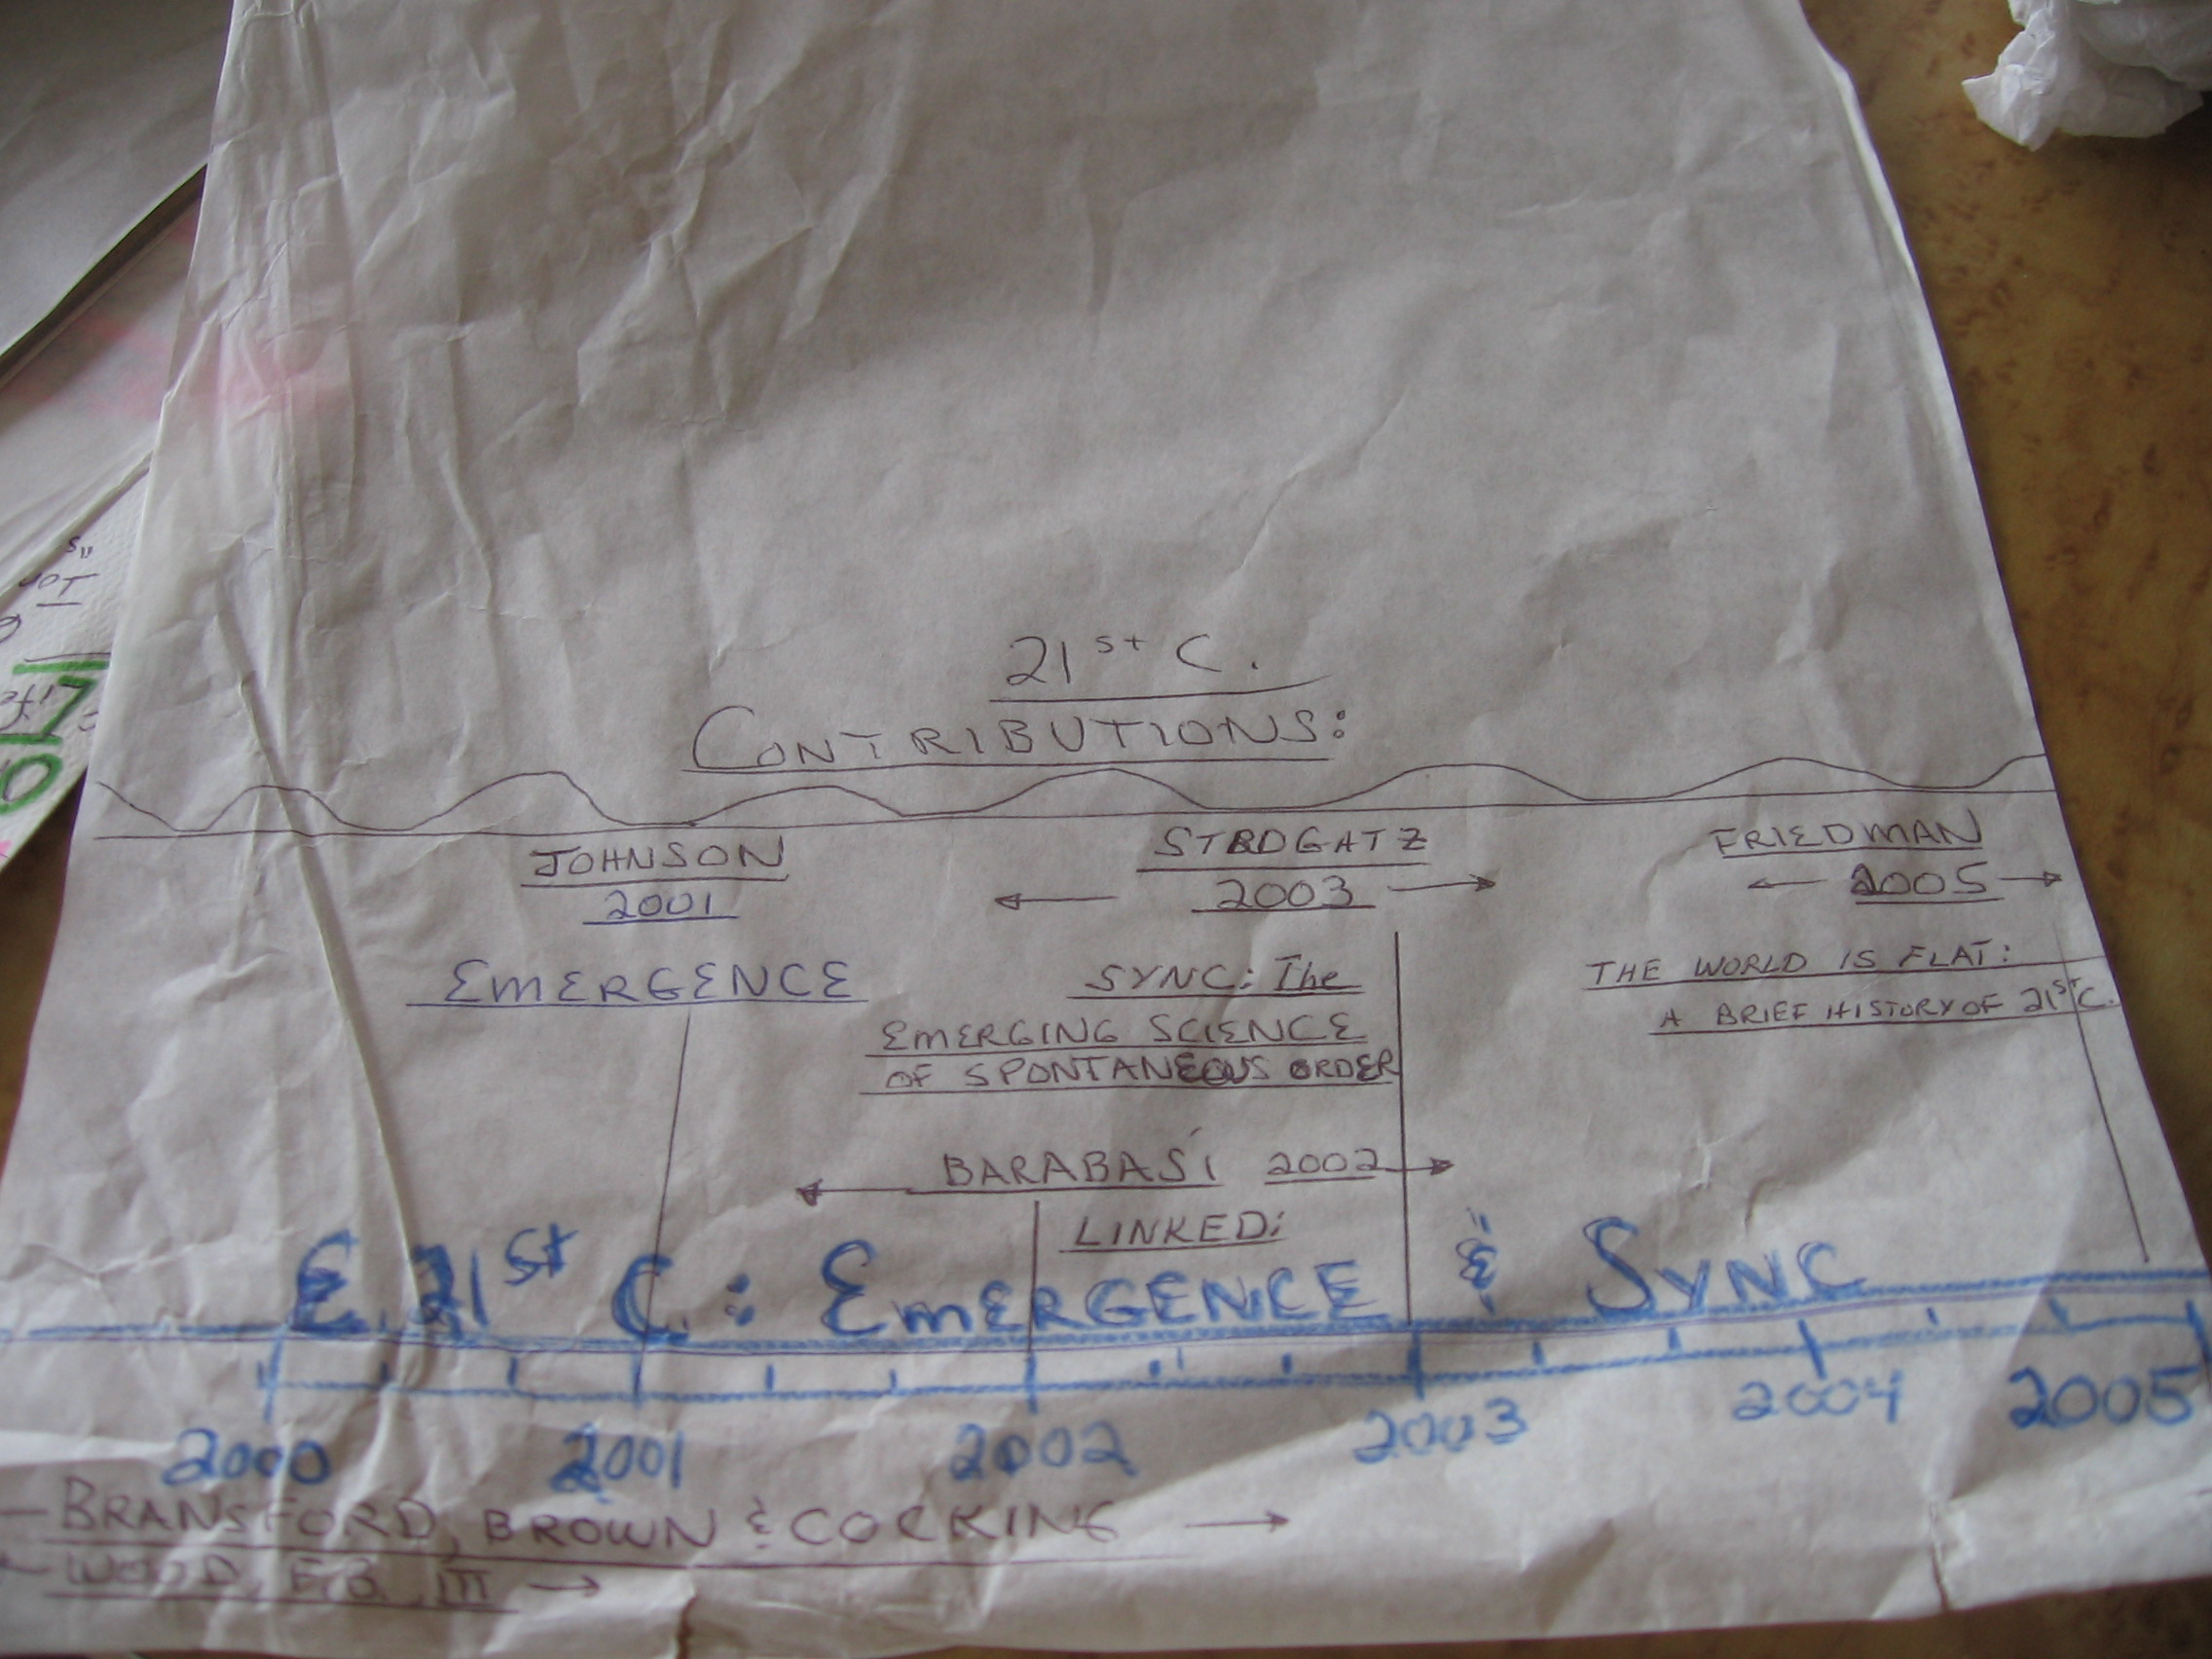 21st C.
CONTRIBUTIONS:
JOHNSON
2001
EMERGENCE
STROGATZ
2003
SYNC: The
EMERGING SCIENCE
OF SPONTANEOUS ORDER
FRIEDMAN
2005
THE WORLD IS FLAT:
A BRIEF HISTORY OF 21st C.
BARABASÍ 2002
LINKED:
E. 21st C.: EMERGENCE & SYNC
2000 2001 2002 2003 2004 2005
BRANSFORD, BROWN & COCKING
WOOD, F.B. III